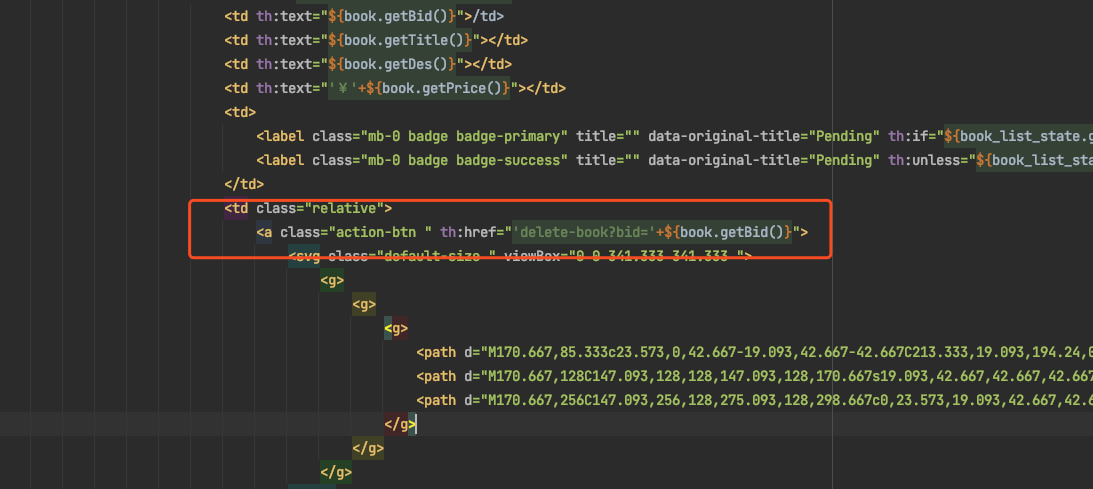 <td th:text="${book.getBid()}">/td>
<td th:text="${book.getTitle()}"></td>
<td th:text="${book.getDes()}"></td>
<td th:text="'￥'+${book.getPrice()}"></td>
<td>
<label class="mb-0 badge badge-primary" title="" data-original-title="Pending" th:if="${book_list_state.g
<label class="mb-0 badge badge-success" title="" data-original-title="Pending" th:unless="${book_list_sta
</td>
<td class="relative">
<a class="action-btn " th:href="'delete-book?bid='+${book.getBid()}">
<svg class="default-size " viewBox="0 0 341.333 341.333 ">
<g>
<g>
<g>
<path d="M170.667,85.333c23.573,0,42.667-19.093,42.667-42.667C213.333,19.093,194.24,0
<path d="M170.667,128C147.093,128,128,147.093,128,170.667s19.093,42.667,42.667,42.667
<path d="M170.667,256C147.093,256,128,275.093,128,298.667c0,23.573,19.093,42.667,42.6
</g>
</g>
</g>